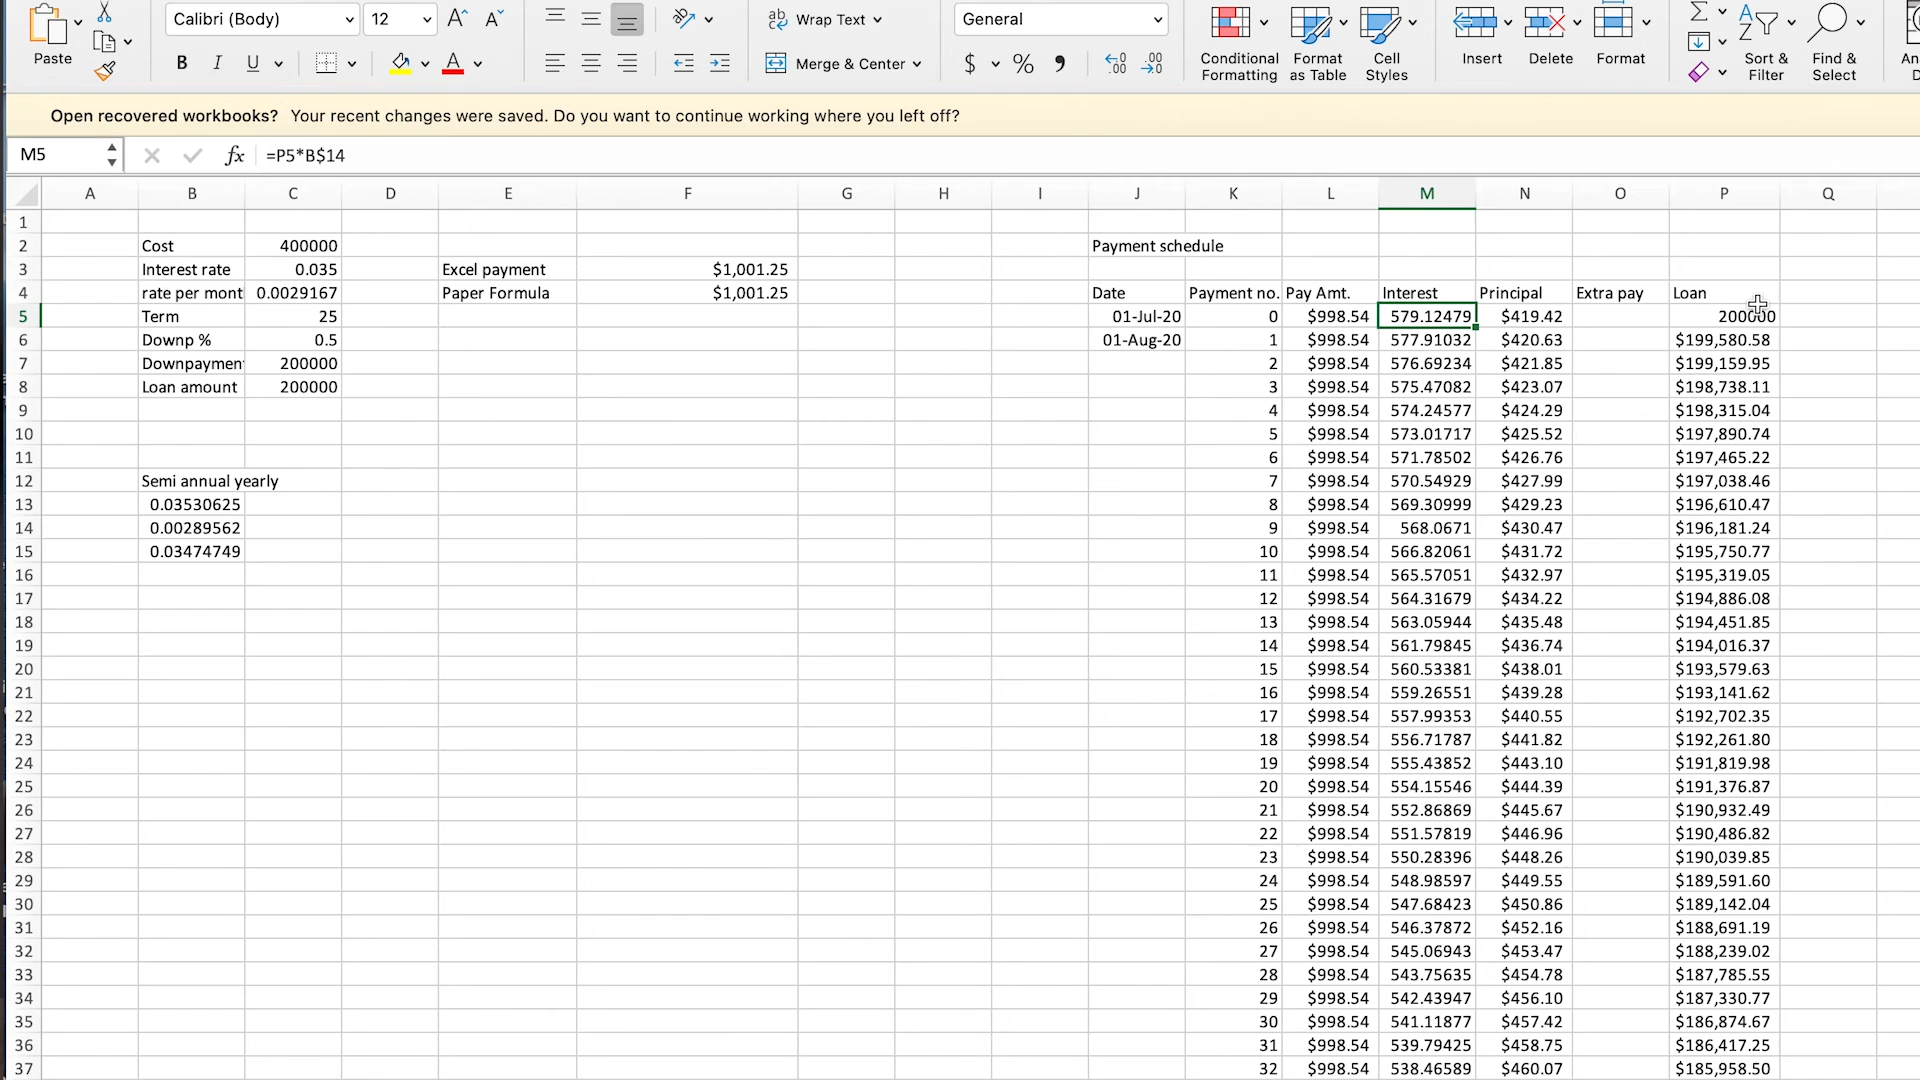 Paste
Calibri (Body) 12 A A
B I U A
ab Wrap Text
Merge & Center
General
$ % .0 .00 .00
Conditional Formatting
Format as Table
Cell Styles
Insert
Delete
Format
Sort & Filter
Find & Select
Open recovered workbooks? Your recent changes were saved. Do you want to continue working where you left off?
M5 fx =P5*B$14
A B C D E F G H I J K L M N O P Q
1
2 Cost 400000 Payment schedule
3 Interest rate 0.035 Excel payment $1,001.25
4 rate per mont 0.0029167 Paper Formula $1,001.25 Date Payment no. Pay Amt. Interest Principal Extra pay Loan
5 Term 25 01-Jul-20 0 $998.54 579.12479 $419.42 200000
6 Downp % 0.5 01-Aug-20 1 $998.54 577.91032 $420.63 $199,580.58
7 Downpaymen 200000 2 $998.54 576.69234 $421.85 $199,159.95
8 Loan amount 200000 3 $998.54 575.47082 $423.07 $198,738.11
9 4 $998.54 574.24577 $424.29 $198,315.04
10 5 $998.54 573.01717 $425.52 $197,890.74
11 6 $998.54 571.78502 $426.76 $197,465.22
12 Semi annual yearly 7 $998.54 570.54929 $427.99 $197,038.46
13 0.03530625 8 $998.54 569.30999 $429.23 $196,610.47
14 0.00289562 9 $998.54 568.0671 $430.47 $196,181.24
15 0.03474749 10 $998.54 566.82061 $431.72 $195,750.77
16 11 $998.54 565.57051 $432.97 $195,319.05
17 12 $998.54 564.31679 $434.22 $194,886.08
18 13 $998.54 563.05944 $435.48 $194,451.85
19 14 $998.54 561.79845 $436.74 $194,016.37
20 15 $998.54 560.53381 $438.01 $193,579.63
21 16 $998.54 559.26551 $439.28 $193,141.62
22 17 $998.54 557.99353 $440.55 $192,702.35
23 18 $998.54 556.71787 $441.82 $192,261.80
24 19 $998.54 555.43852 $443.10 $191,819.98
25 20 $998.54 554.15546 $444.39 $191,376.87
26 21 $998.54 552.86869 $445.67 $190,932.49
27 22 $998.54 551.57819 $446.96 $190,486.82
28 23 $998.54 550.28396 $448.26 $190,039.85
29 24 $998.54 548.98597 $449.55 $189,591.60
30 25 $998.54 547.68423 $450.86 $189,142.04
31 26 $998.54 546.37872 $452.16 $188,691.19
32 27 $998.54 545.06943 $453.47 $188,239.02
33 28 $998.54 543.75635 $454.78 $187,785.55
34 29 $998.54 542.43947 $456.10 $187,330.77
35 30 $998.54 541.11877 $457.42 $186,874.67
36 31 $998.54 539.79425 $458.75 $186,417.25
37 32 $998.54 538.46589 $460.07 $185,958.50